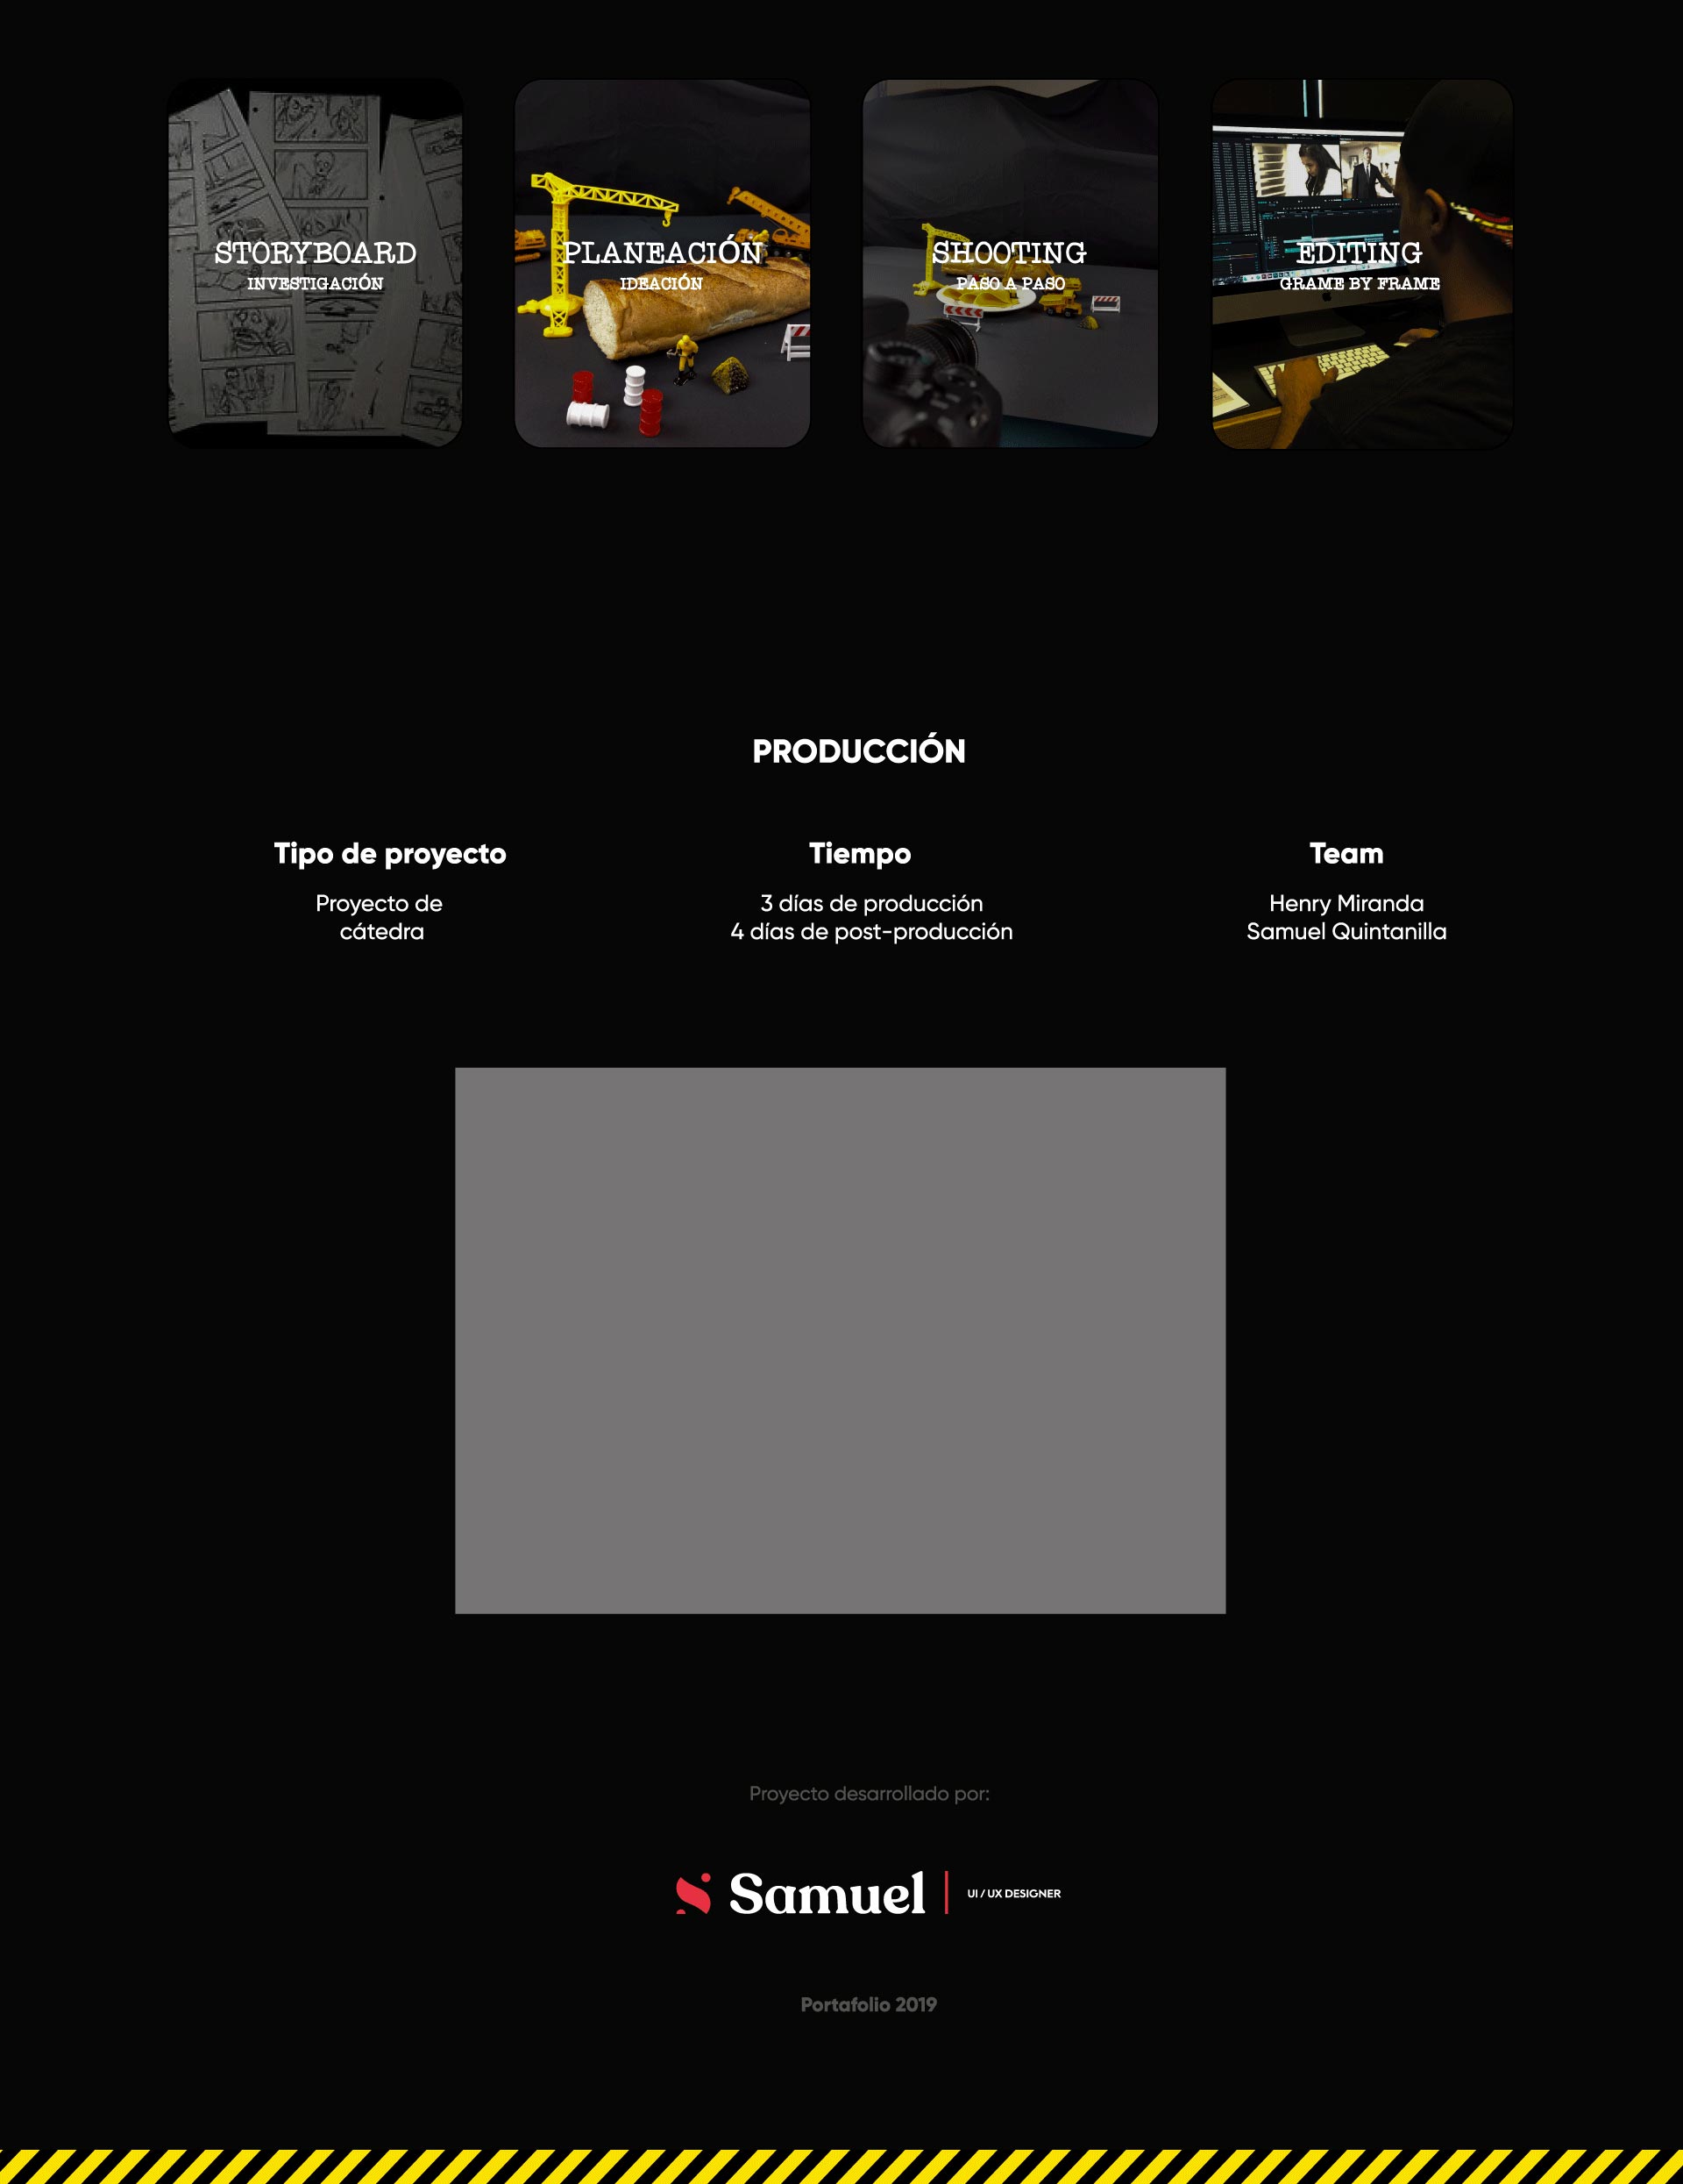 STORYBOARD
INVESTIGACIÓN
PLANEACIÓN
IDEACIÓN
SHOOTING
PASO A PASO
EDITING
GRAME BY FRAME
PRODUCCIÓN
Tipo de proyecto
Proyecto de
cátedra
Tiempo
3 días de producción
4 días de post-producción
Team
Henry Miranda
Samuel Quintanilla
Proyecto desarrollado por:
Samuel
UI / UX DESIGNER
Portafolio 2019